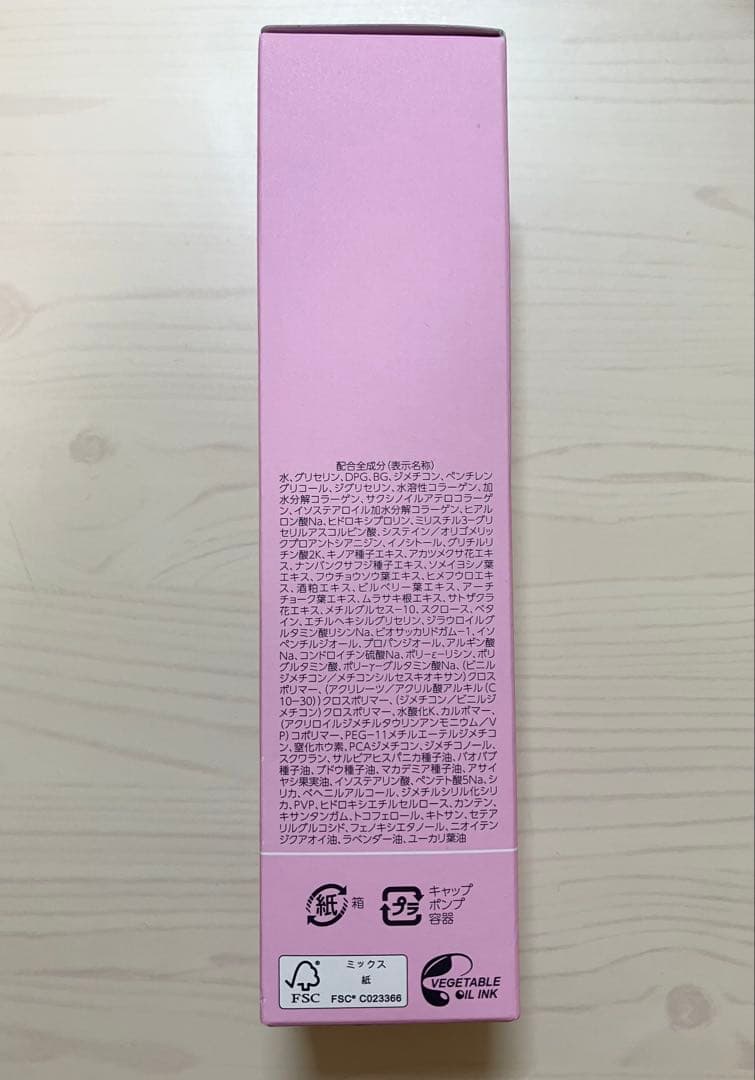 配合全成分(表示名称)
水、グリセリン、DPG、BG、ジメチコン、ペンチレン
グリコール、ジグリセリン、水溶性コラーゲン、加
水分解コラーゲン、サクシノイルアテロコラーゲ
ン、イソステアロイル加水分解コラーゲン、ヒアル
ロン酸Na、ヒドロキシプロリン、ミリスチル3-グリ
セリルアスコルビン酸、システイン/オリゴメリッ
クプロアントシアニジン、イノシトール、グリチルリ
チン酸2K、キノア種子エキス、アカツメクサ花エキ
ス、ナンバンクサフジ種子エキス、ソメイヨシノ葉
エキス、フウチョウソウ葉エキス、ヒメフウロエキ
ス、酒粕エキス、ビルベリー葉エキス、アーチ
チョーク葉エキス、ムラサキ根エキス、サトザクラ
花エキス、メチルグルセス-10、スクロース、ベタ
イン、エチルヘキシルグリセリン、ジラウロイルグ
ルタミン酸リシンNa、ビオサッカリドガム-1、イソ
ペンチルジオール、プロパンジオール、アルギン酸
Na、コンドロイチン硫酸Na、ポリ-ε-リシン、ポリ
グルタミン酸、ポリ-γ-グルタミン酸Na、(ビニル
ジメチコン/メチコンシルセスキオキサン)クロス
ポリマー、(アクリレーツ/アクリル酸アルキル(C
10-30))クロスポリマー、(ジメチコン/ビニルジ
メチコン)クロスポリマー、水酸化K、カルボマー、
(アクリロイルジメチルタウリンアンモニウム/V
P)コポリマー、PEG-11メチルエーテルジメチコ
ン、窒化ホウ素、PCAジメチコン、ジメチコノール、
スクワラン、サルビアヒスパニカ種子油、バオバブ
種子油、ブドウ種子油、マカデミア種子油、アサイ
ヤシ果実油、イソステアリン酸、ペンテト酸5Na、シ
リカ、ベヘニルアルコール、ジメチルシリル化シリ
カ、PVP、ヒドロキシエチルセルロース、カンテン、
キサンタンガム、トコフェロール、キトサン、セテア
リルグルコシド、フェノキシエタノール、ニオイテン
ジクアオイ油、ラベンダー油、ユーカリ葉油
紙 箱
プラ キャップ
ポンプ
容器
FSC
ミックス
紙
FSC® C023366
VEGETABLE
OIL INK